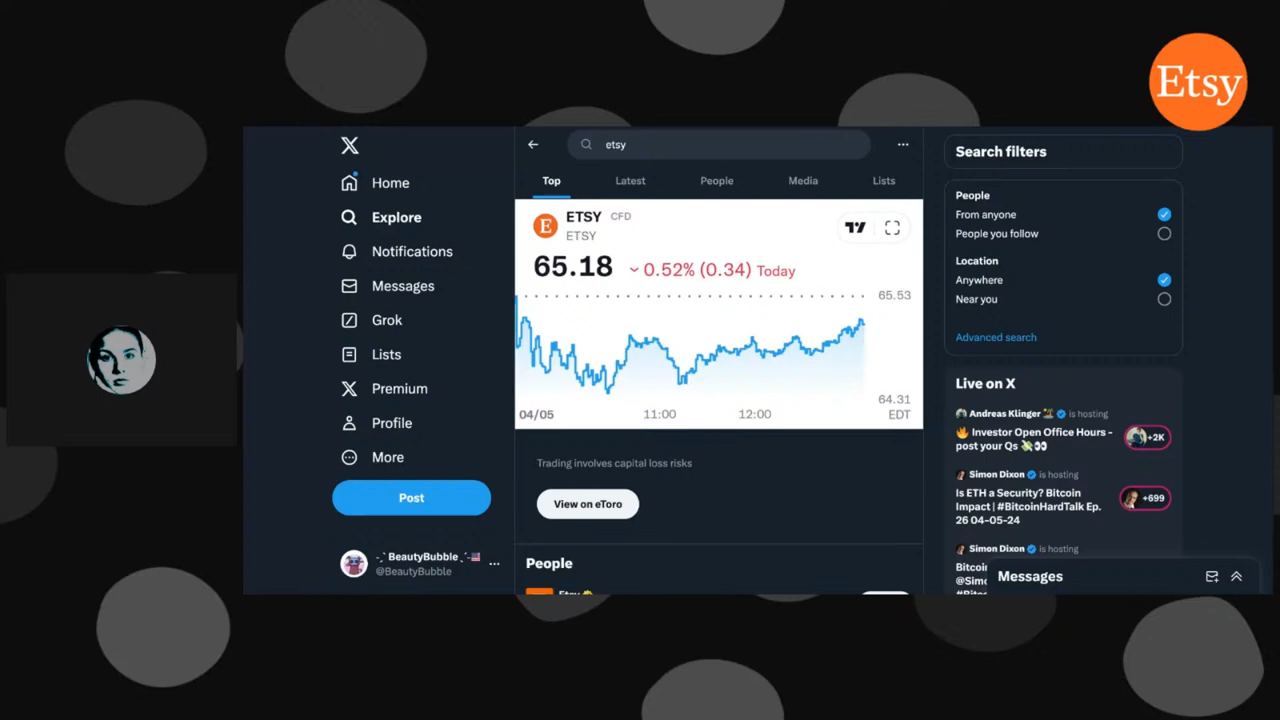 Etsy
X
Home
Explore
Notifications
Messages
Grok
Lists
Premium
Profile
More
Post
BeautyBubble
@BeautyBubble
etsy
Top Latest People Media Lists
E
ETSY CFD
ETSY
65.18 0.52% (0.34) Today
65.53
64.31
04/05 11:00 12:00 EDT
Trading involves capital loss risks
View on eToro
People
Search filters
People
From anyone
People you follow
Location
Anywhere
Near you
Advanced search
Live on X
Andreas Klinger is hosting
🔥 Investor Open Office Hours -
post your Qs 💸👀
+2K
Simon Dixon is hosting
Is ETH a Security? Bitcoin
Impact | #BitcoinHardTalk Ep.
26 04-05-24
+699
Simon Dixon is hosting
Messages